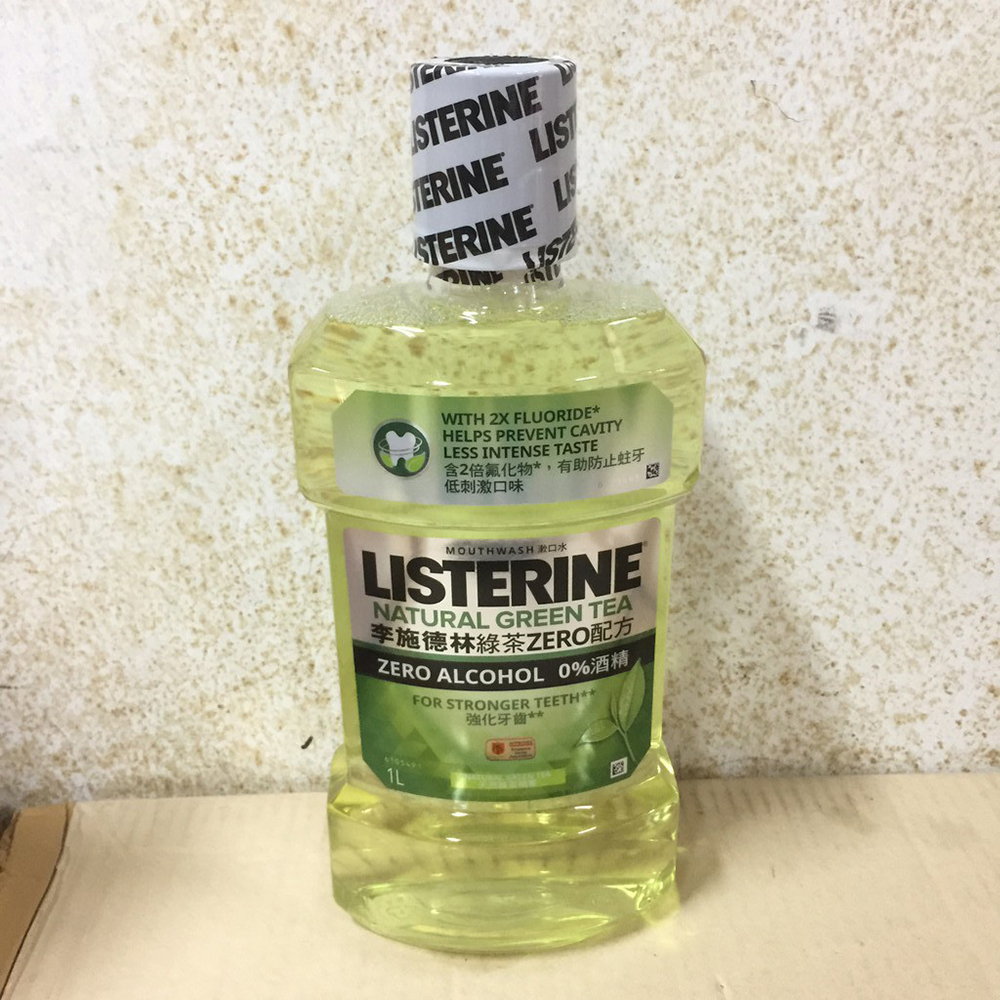 LISTERINE
LISTERINE
LISTERINE
WITH 2X FLUORIDE*
HELPS PREVENT CAVITY
LESS INTENSE TASTE
含2倍氟化物*，有助防止蛀牙
低刺激口味
MOUTHWASH 漱口水
LISTERINE
NATURAL GREEN TEA
李施德林綠茶ZERO配方
ZERO ALCOHOL 0%酒精
FOR STRONGER TEETH**
強化牙齒**
1L
NATURAL GREEN TEA